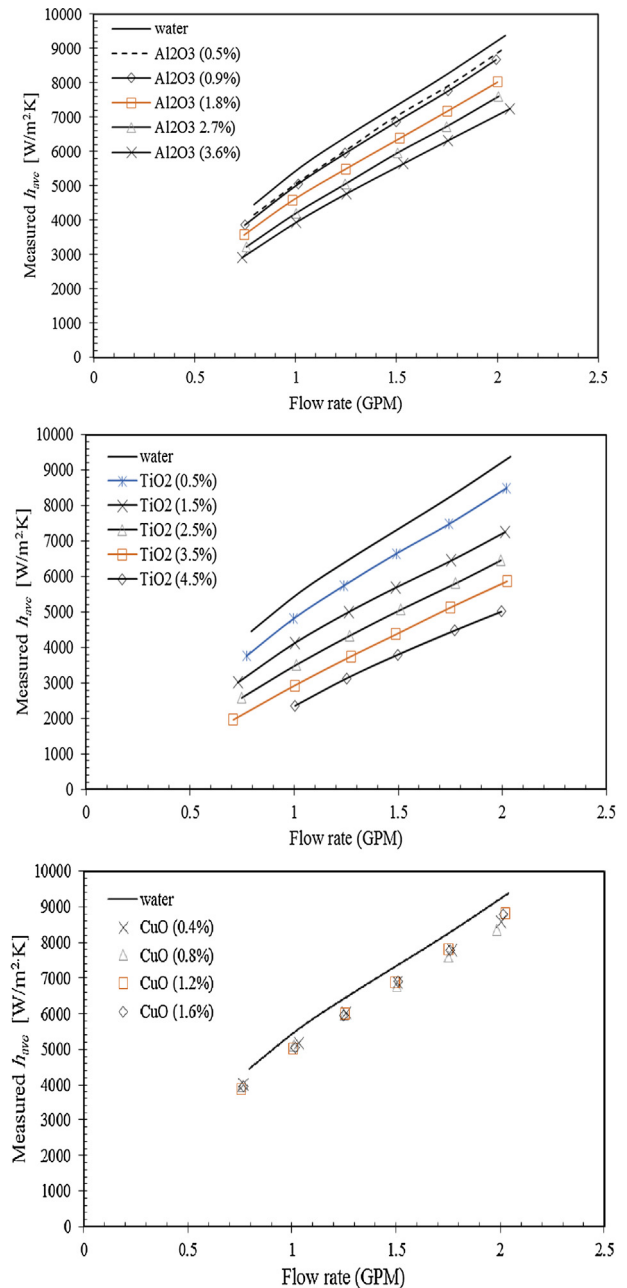 10000
9000
8000
7000
6000
5000
4000
3000
2000
1000
0
Measured h_avc [W/m²K]
water
Al2O3 (0.5%)
Al2O3 (0.9%)
Al2O3 (1.8%)
Al2O3 2.7%)
Al2O3 (3.6%)
0 0.5 1 1.5 2 2.5
Flow rate (GPM)
10000
9000
8000
7000
6000
5000
4000
3000
2000
1000
0
Measured h_avc [W/m²K]
water
TiO2 (0.5%)
TiO2 (1.5%)
TiO2 (2.5%)
TiO2 (3.5%)
TiO2 (4.5%)
0 0.5 1 1.5 2 2.5
Flow rate (GPM)
10000
9000
8000
7000
6000
5000
4000
3000
2000
1000
0
Measured h_avc [W/m²·K]
water
CuO (0.4%)
CuO (0.8%)
CuO (1.2%)
CuO (1.6%)
0 0.5 1 1.5 2 2.5
Flow rate (GPM)